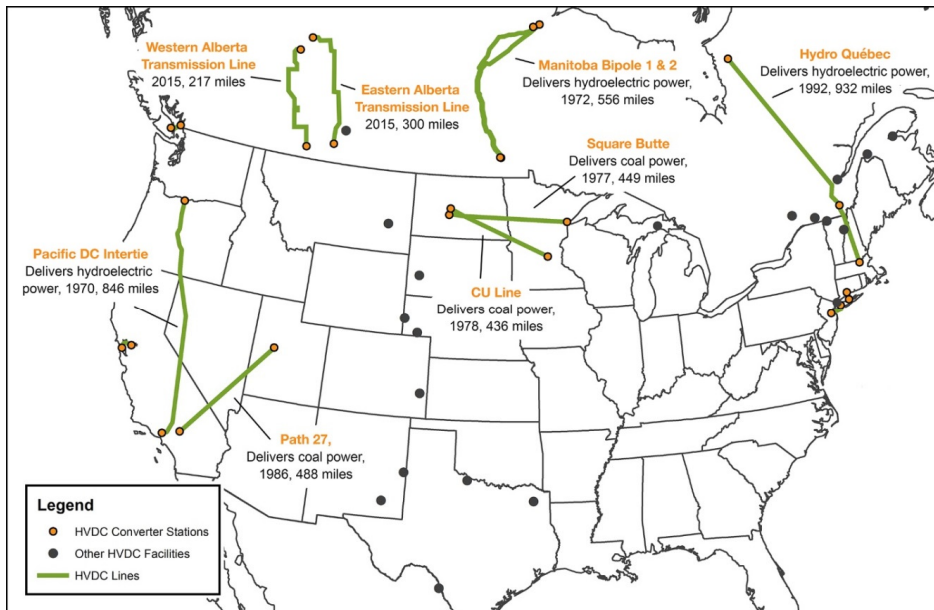 Western Alberta
Transmission Line
2015, 217 miles
Eastern Alberta
Transmission Line
2015, 300 miles
Manitoba Bipole 1 & 2
Delivers hydroelectric power,
1972, 556 miles
Hydro Québec
Delivers hydroelectric power,
1992, 932 miles
Square Butte
Delivers coal power,
1977, 449 miles
Pacific DC Intertie
Delivers hydroelectric
power, 1970, 846 miles
CU Line
Delivers coal power,
1978, 436 miles
Path 27,
Delivers coal power,
1986, 488 miles
Legend
HVDC Converter Stations
Other HVDC Facilities
HVDC Lines